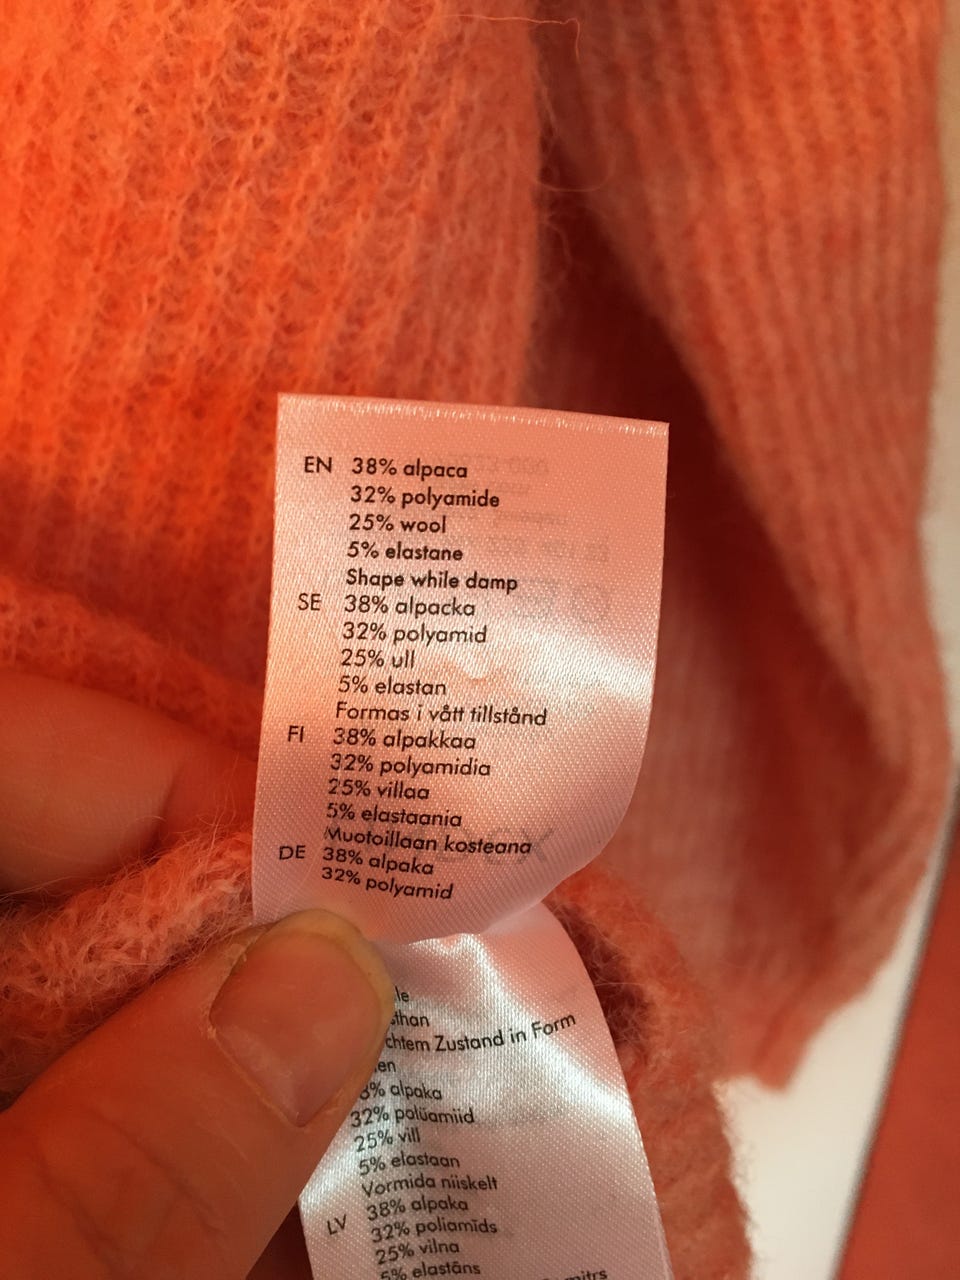 EN 38% alpaca
32% polyamide
25% wool
5% elastane
Shape while damp
SE 38% alpacka
32% polyamid
25% ull
5% elastan
Formas i vått tillstånd
FI 38% alpakkaa
32% polyamidia
25% villaa
5% elastaania
Muotoillaan kosteana
DE 38% alpaka
32% polyamid
Zustand in Form
alpaka
32% polüamiid
25% vill
5% elastaan
Vormida niiskelt
LV 38% alpaka
32% poliamīds
25% vilna
5% elastāns